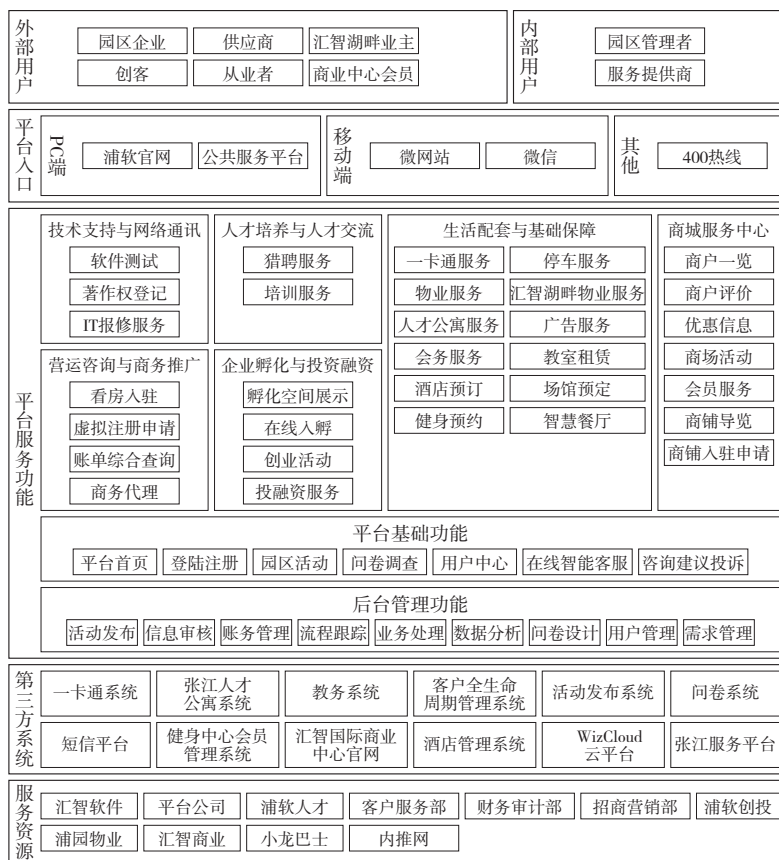 外部用户
园区企业 供应商 汇智湖畔业主
创客 从业者 商业中心会员
内部用户
园区管理者
服务提供商
平台入口
PC端
浦软官网 公共服务平台
移动端
微网站 微信
其他
400热线
平台服务功能
技术支持与网络通讯
软件测试
著作权登记
IT报修服务
人才培养与人才交流
猎聘服务
培训服务
营运咨询与商务推广
看房入驻
虚拟注册申请
账单综合查询
商务代理
企业孵化与投资融资
孵化空间展示
在线入孵
创业活动
投融资服务
生活配套与基础保障
一卡通服务 停车服务
物业服务 汇智湖畔物业服务
人才公寓服务 广告服务
会务服务 教室租赁
酒店预订 场馆预定
健身预约 智慧餐厅
商城服务中心
商户一览
商户评价
优惠信息
商场活动
会员服务
商铺导览
商铺入驻申请
平台基础功能
平台首页 登陆注册 园区活动 问卷调查 用户中心 在线智能客服 咨询建议投诉
后台管理功能
活动发布 信息审核 账务管理 流程跟踪 业务处理 数据分析 问卷设计 用户管理 需求管理
第三方系统
一卡通系统
张江人才
公寓系统
教务系统
客户全生命
周期管理系统
活动发布系统
问卷系统
短信平台
健身中心会员
管理系统
汇智国际商业
中心官网
酒店管理系统
WizCloud
云平台
张江服务平台
服务资源
汇智软件 平台公司 浦软人才 客户服务部 财务审计部 招商营销部 浦软创投
浦园物业 汇智商业 小龙巴士 内推网